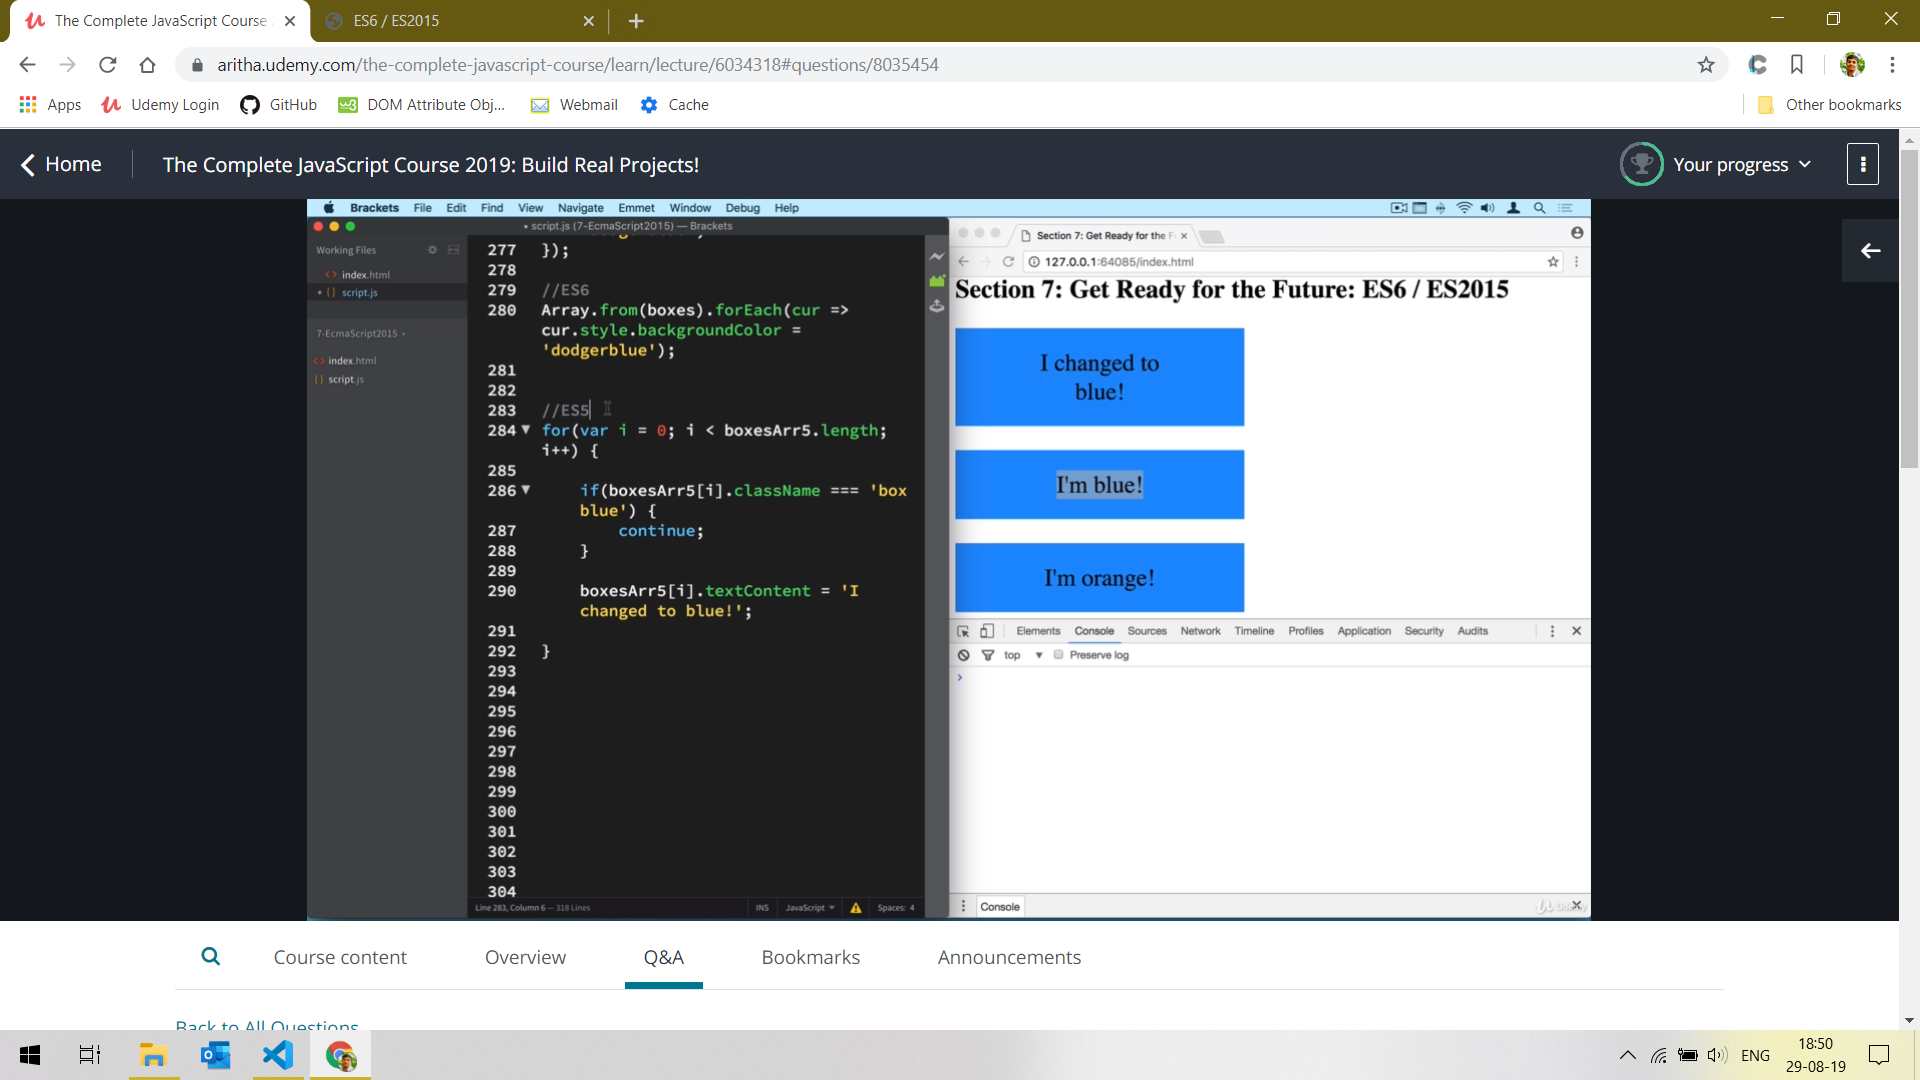 The Complete JavaScript Course
ES6 / ES2015
aritha.udemy.com/the-complete-javascript-course/learn/lecture/6034318#questions/8035454
Apps
Udemy Login
GitHub
DOM Attribute Obj...
Webmail
Cache
Other bookmarks
Home
The Complete JavaScript Course 2019: Build Real Projects!
Your progress
Brackets File Edit Find View Navigate Emmet Window Debug Help
• script.js (7-EcmaScript2015) — Brackets
Working Files
index.html
• script.js
7-EcmaScript2015
index.html
script.js
277 });
278
279 //ES6
280 Array.from(boxes).forEach(cur =>
cur.style.backgroundColor =
'dodgerblue');
281
282
283 //ES5
284 for(var i = 0; i < boxesArr5.length;
i++) {
285
286 if(boxesArr5[i].className === 'box
blue') {
287 continue;
288 }
289
290 boxesArr5[i].textContent = 'I
changed to blue!';
291
292 }
293
294
295
296
297
298
299
300
301
302
303
304
Line 283, Column 6 — 318 Lines
INS JavaScript Spaces: 4
Section 7: Get Ready for the F
127.0.0.1:64085/index.html
Section 7: Get Ready for the Future: ES6 / ES2015
I changed to
blue!
I'm blue!
I'm orange!
Elements Console Sources Network Timeline Profiles Application Security Audits
top Preserve log
Console
Udemy
Course content
Overview
Q&A
Bookmarks
Announcements
Back to All Questions
ENG
18:50
29-08-19